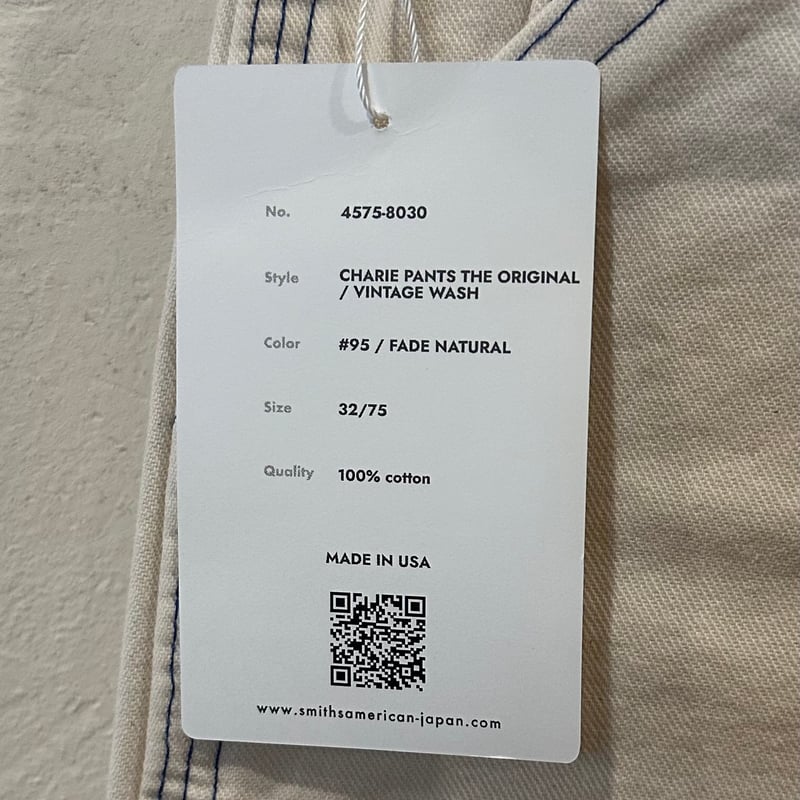 No. 4575-8030
Style CHARIE PANTS THE ORIGINAL
/ VINTAGE WASH
Color #95 / FADE NATURAL
Size 32/75
Quality 100% cotton
MADE IN USA
www.smithsamerican-japan.com